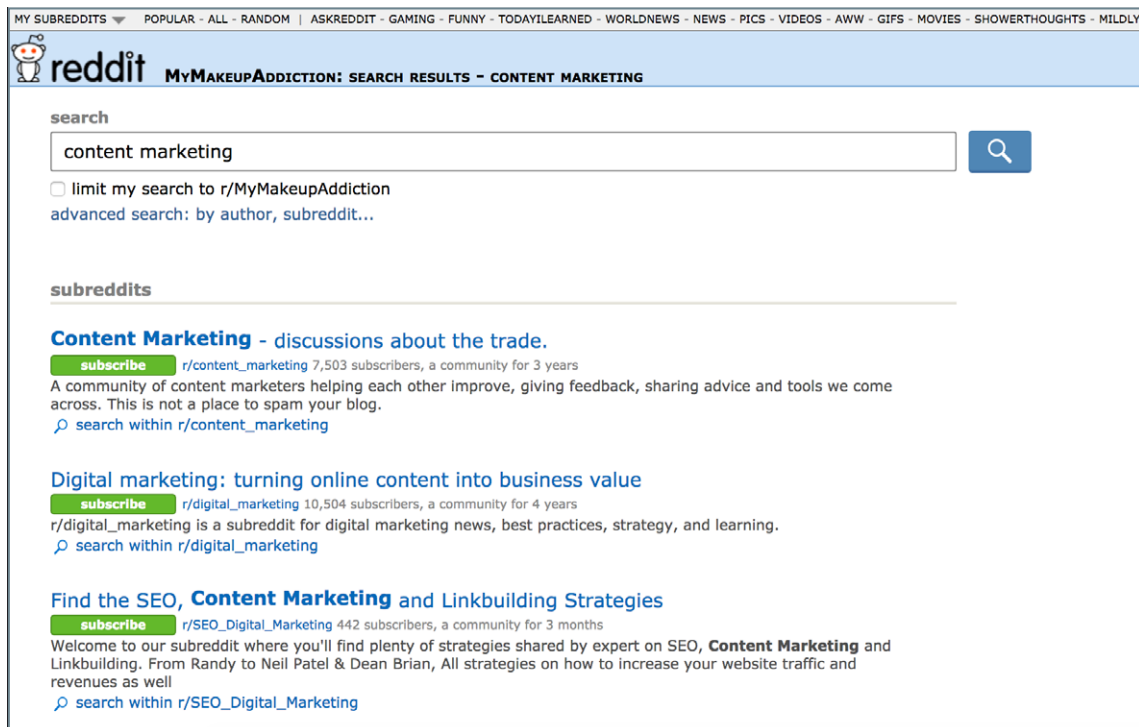 MY SUBREDDITS POPULAR - ALL - RANDOM | ASKREDDIT - GAMING - FUNNY - TODAYILEARNED - WORLDNEWS - NEWS - PICS - VIDEOS - AWW - GIFS - MOVIES - SHOWERTHOUGHTS - MILDLY
reddit MYMAKEUPADDICTION: SEARCH RESULTS - CONTENT MARKETING
search
content marketing
limit my search to r/MyMakeupAddiction
advanced search: by author, subreddit...
subreddits
Content Marketing - discussions about the trade.
subscribe r/content_marketing 7,503 subscribers, a community for 3 years
A community of content marketers helping each other improve, giving feedback, sharing advice and tools we come
across. This is not a place to spam your blog.
search within r/content_marketing
Digital marketing: turning online content into business value
subscribe r/digital_marketing 10,504 subscribers, a community for 4 years
r/digital_marketing is a subreddit for digital marketing news, best practices, strategy, and learning.
search within r/digital_marketing
Find the SEO, Content Marketing and Linkbuilding Strategies
subscribe r/SEO_Digital_Marketing 442 subscribers, a community for 3 months
Welcome to our subreddit where you'll find plenty of strategies shared by expert on SEO, Content Marketing and
Linkbuilding. From Randy to Neil Patel & Dean Brian, All strategies on how to increase your website traffic and
revenues as well
search within r/SEO_Digital_Marketing